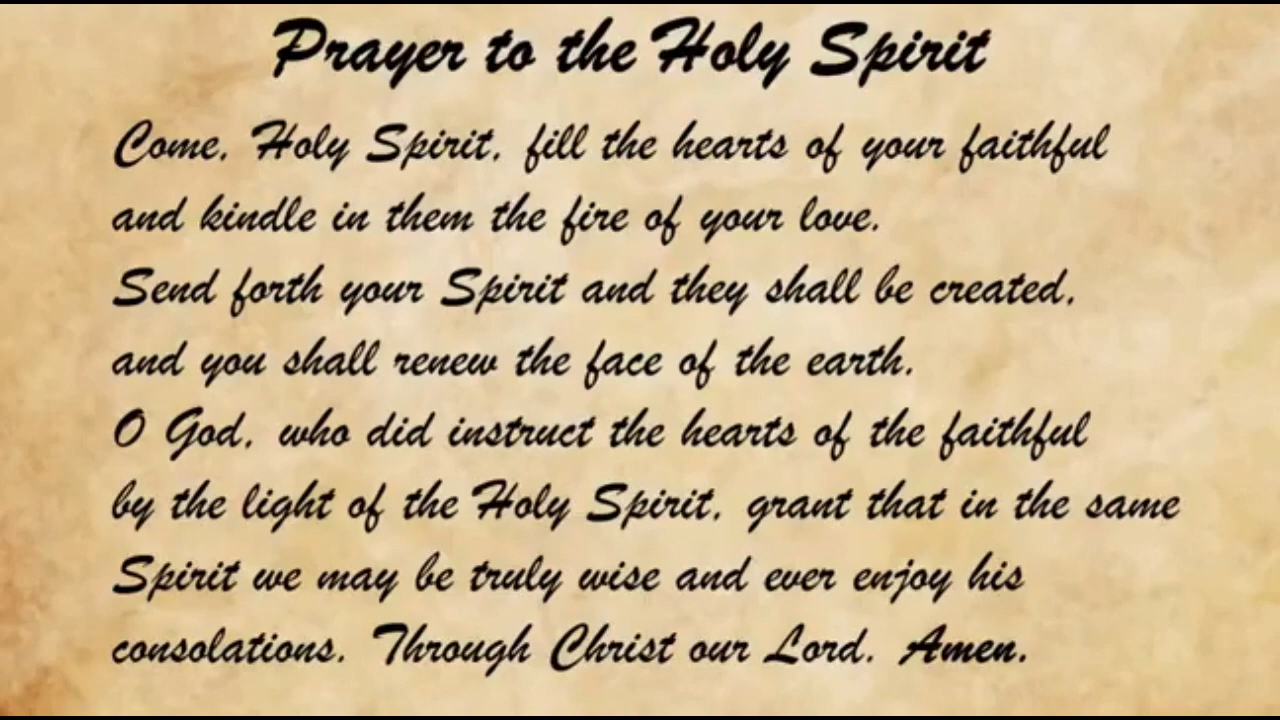 Prayer to the Holy Spirit
Come, Holy Spirit, fill the hearts of your faithful
and kindle in them the fire of your love.
Send forth your Spirit and they shall be created,
and you shall renew the face of the earth.
O God, who did instruct the hearts of the faithful
by the light of the Holy Spirit, grant that in the same
Spirit we may be truly wise and ever enjoy his
consolations. Through Christ our Lord. Amen.